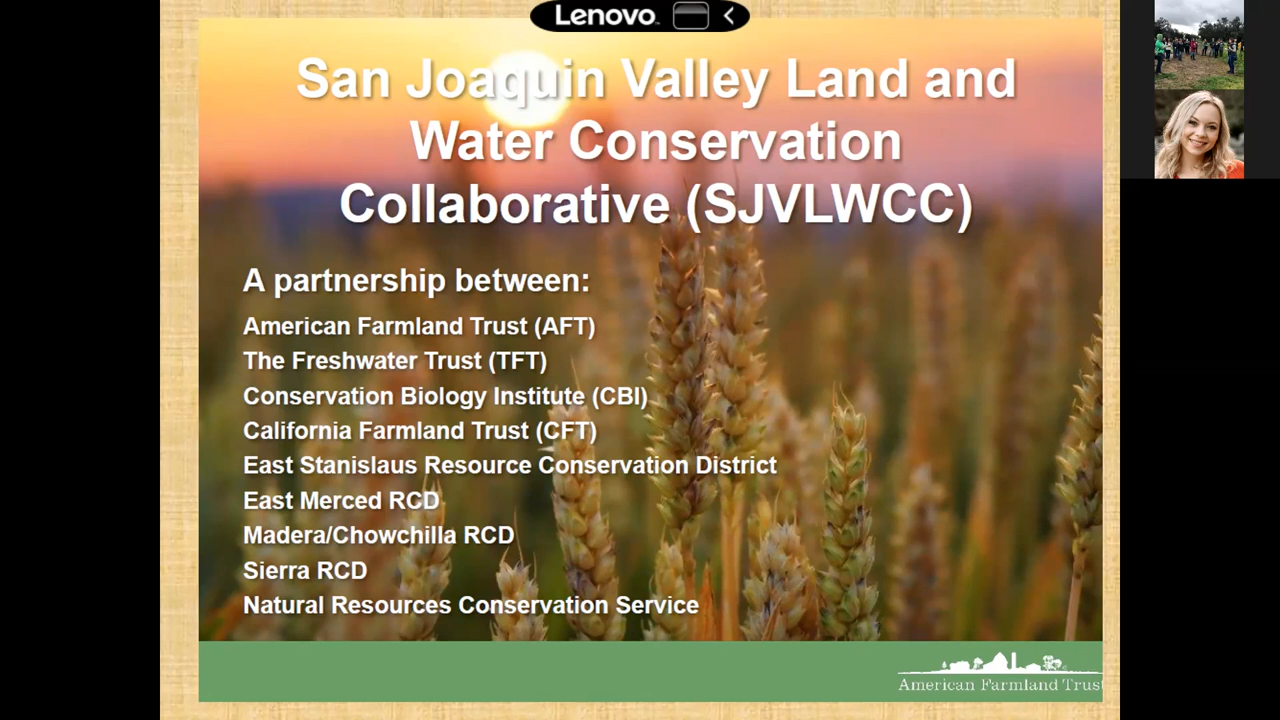 Lenovo
San Joaquin Valley Land and
Water Conservation
Collaborative (SJVLWCC)
A partnership between:
American Farmland Trust (AFT)
The Freshwater Trust (TFT)
Conservation Biology Institute (CBI)
California Farmland Trust (CFT)
East Stanislaus Resource Conservation District
East Merced RCD
Madera/Chowchilla RCD
Sierra RCD
Natural Resources Conservation Service
American Farmland Trust